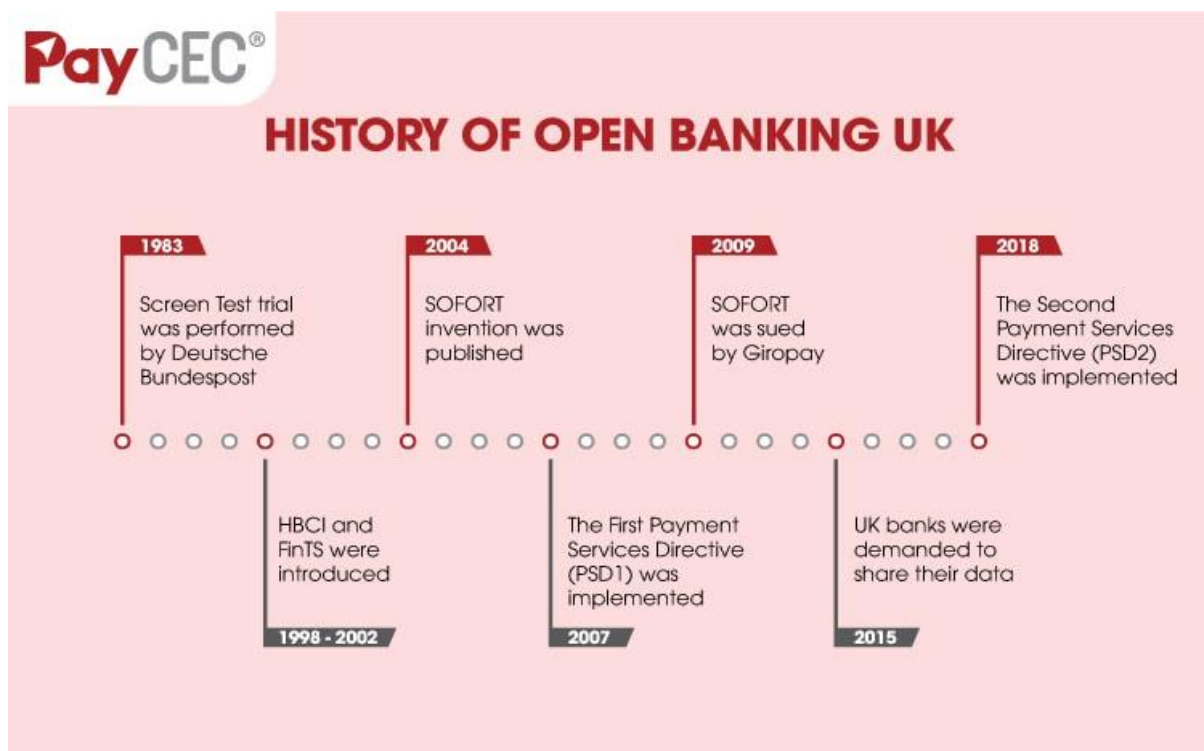 PayCEC®
HISTORY OF OPEN BANKING UK
1983
Screen Test trial
was performed
by Deutsche
Bundespost
HBCI and
FinTS were
introduced
1998 - 2002
2004
SOFORT
invention was
published
The First Payment
Services Directive
(PSD1) was
implemented
2007
2009
SOFORT
was sued
by Giropay
UK banks were
demanded to
share their data
2015
2018
The Second
Payment Services
Directive (PSD2)
was implemented